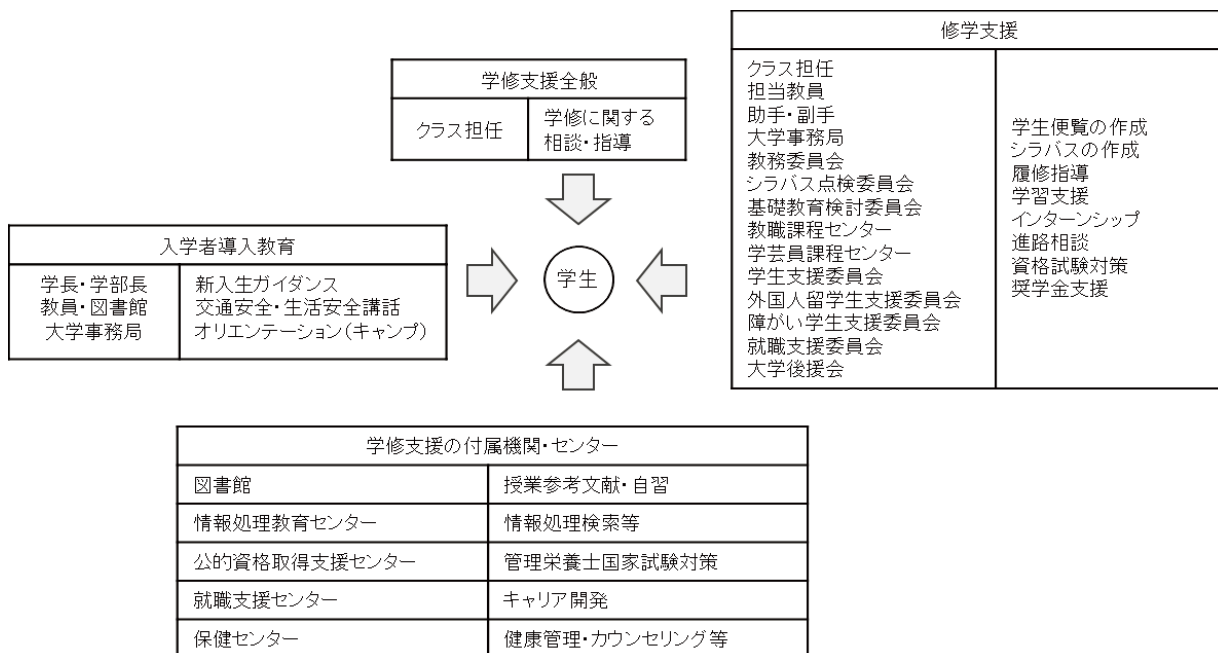 修学支援
クラス担任
担当教員
助手・副手
大学事務局
教務委員会
シラバス点検委員会
基礎教育検討委員会
教職課程センター
学芸員課程センター
学生支援委員会
外国人留学生支援委員会
障がい学生支援委員会
就職支援委員会
大学後援会
学生便覧の作成
シラバスの作成
履修指導
学習支援
インターンシップ
進路相談
資格試験対策
奨学金支援
学修支援全般
クラス担任
学修に関する
相談・指導
入学者導入教育
学長・学部長
教員・図書館
大学事務局
新入生ガイダンス
交通安全・生活安全講話
オリエンテーション(キャンプ)
学生
学修支援の付属機関・センター
図書館
授業参考文献・自習
情報処理教育センター
情報処理検索等
公的資格取得支援センター
管理栄養士国家試験対策
就職支援センター
キャリア開発
保健センター
健康管理・カウンセリング等